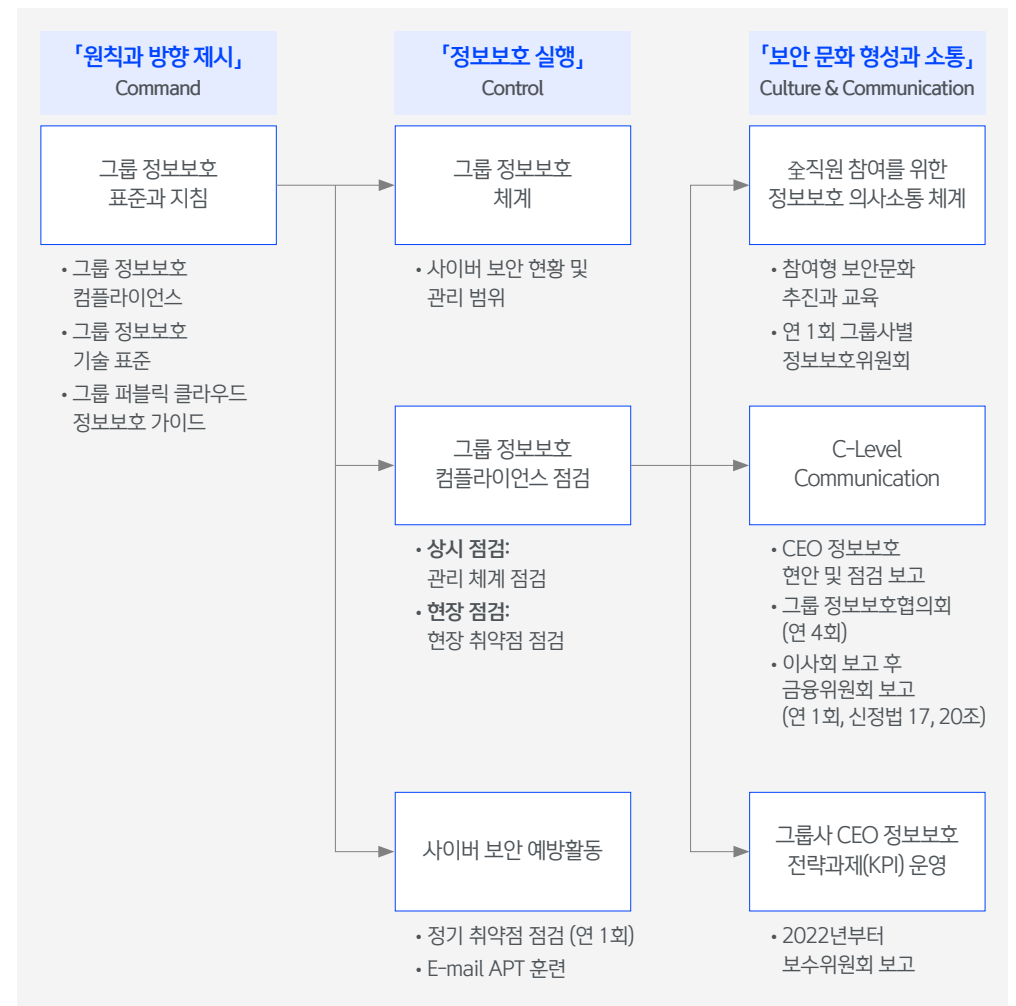 「원칙과 방향 제시」
Command
그룹 정보보호
표준과 지침
• 그룹 정보보호
컴플라이언스
• 그룹 정보보호
기술 표준
• 그룹 퍼블릭 클라우드
정보보호 가이드
「정보보호 실행」
Control
그룹 정보보호
체계
• 사이버 보안 현황 및
관리 범위
그룹 정보보호
컴플라이언스 점검
• 상시 점검:
관리 체계 점검
• 현장 점검:
현장 취약점 점검
사이버 보안 예방활동
• 정기 취약점 점검 (연 1회)
• E-mail APT 훈련
「보안 문화 형성과 소통」
Culture & Communication
全직원 참여를 위한
정보보호 의사소통 체계
• 참여형 보안문화
추진과 교육
• 연 1회 그룹사별
정보보호위원회
C-Level
Communication
• CEO 정보보호
현안 및 점검 보고
• 그룹 정보보호협의회
(연 4회)
• 이사회 보고 후
금융위원회 보고
(연 1회, 신정법 17, 20조)
그룹사 CEO 정보보호
전략과제(KPI) 운영
• 2022년부터
보수위원회 보고